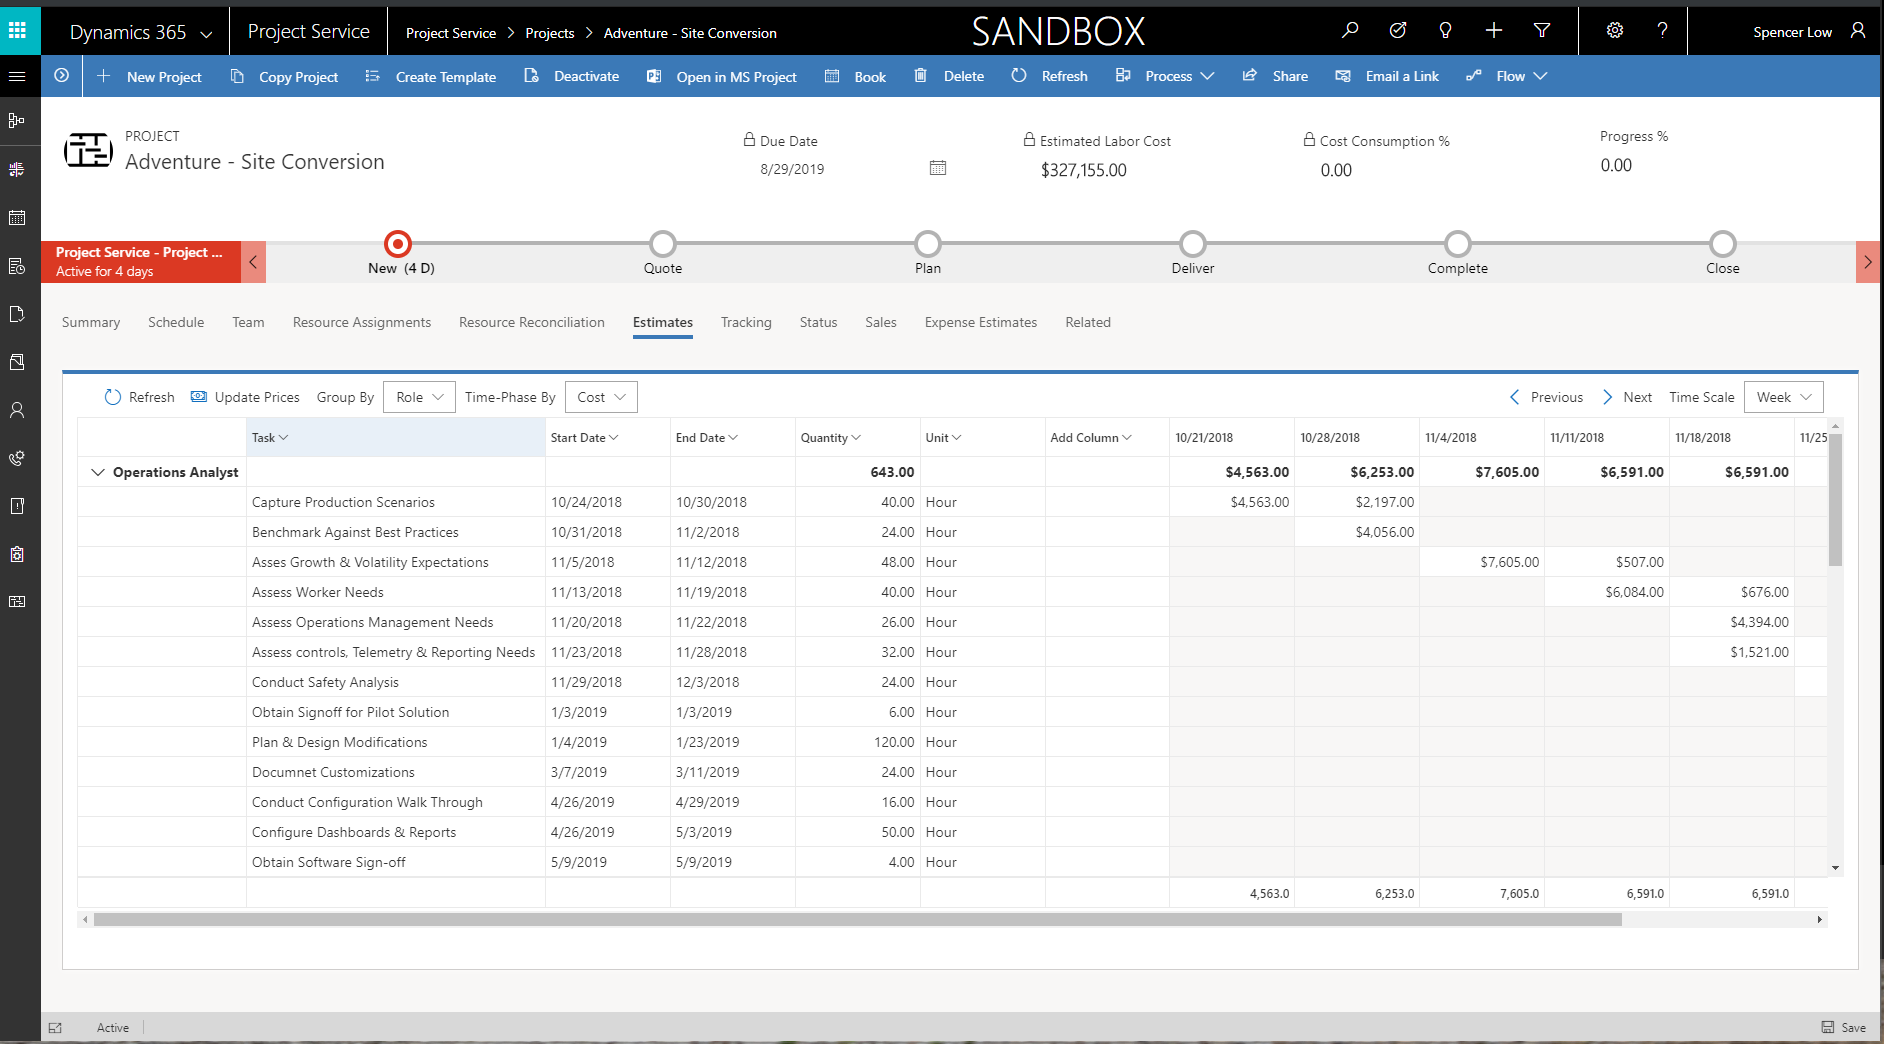 Dynamics 365 Project Service Project Service > Projects > Adventure - Site Conversion SANDBOX ? Spencer Low
New Project Copy Project Create Template Deactivate Open in MS Project Book Delete Refresh Process Share Email a Link Flow
PROJECT
Adventure - Site Conversion
Due Date
8/29/2019
Estimated Labor Cost
$327,155.00
Cost Consumption %
0.00
Progress %
0.00
Project Service - Project ...
Active for 4 days
New (4 D) Quote Plan Deliver Complete Close
Summary Schedule Team Resource Assignments Resource Reconciliation Estimates Tracking Status Sales Expense Estimates Related
Refresh Update Prices Group By Role Time-Phase By Cost Previous Next Time Scale Week
Task Start Date End Date Quantity Unit Add Column 10/21/2018 10/28/2018 11/4/2018 11/11/2018 11/18/2018 11/25
Operations Analyst 643.00 $4,563.00 $6,253.00 $7,605.00 $6,591.00 $6,591.00
Capture Production Scenarios 10/24/2018 10/30/2018 40.00 Hour $4,563.00 $2,197.00
Benchmark Against Best Practices 10/31/2018 11/2/2018 24.00 Hour $4,056.00
Asses Growth & Volatility Expectations 11/5/2018 11/12/2018 48.00 Hour $7,605.00 $507.00
Assess Worker Needs 11/13/2018 11/19/2018 40.00 Hour $6,084.00 $676.00
Assess Operations Management Needs 11/20/2018 11/22/2018 26.00 Hour $4,394.00
Assess controls, Telemetry & Reporting Needs 11/23/2018 11/28/2018 32.00 Hour $1,521.00
Conduct Safety Analysis 11/29/2018 12/3/2018 24.00 Hour
Obtain Signoff for Pilot Solution 1/3/2019 1/3/2019 6.00 Hour
Plan & Design Modifications 1/4/2019 1/23/2019 120.00 Hour
Documnet Customizations 3/7/2019 3/11/2019 24.00 Hour
Conduct Configuration Walk Through 4/26/2019 4/29/2019 16.00 Hour
Configure Dashboards & Reports 4/26/2019 5/3/2019 50.00 Hour
Obtain Software Sign-off 5/9/2019 5/9/2019 4.00 Hour
4,563.0 6,253.0 7,605.0 6,591.0 6,591.0
Active Save